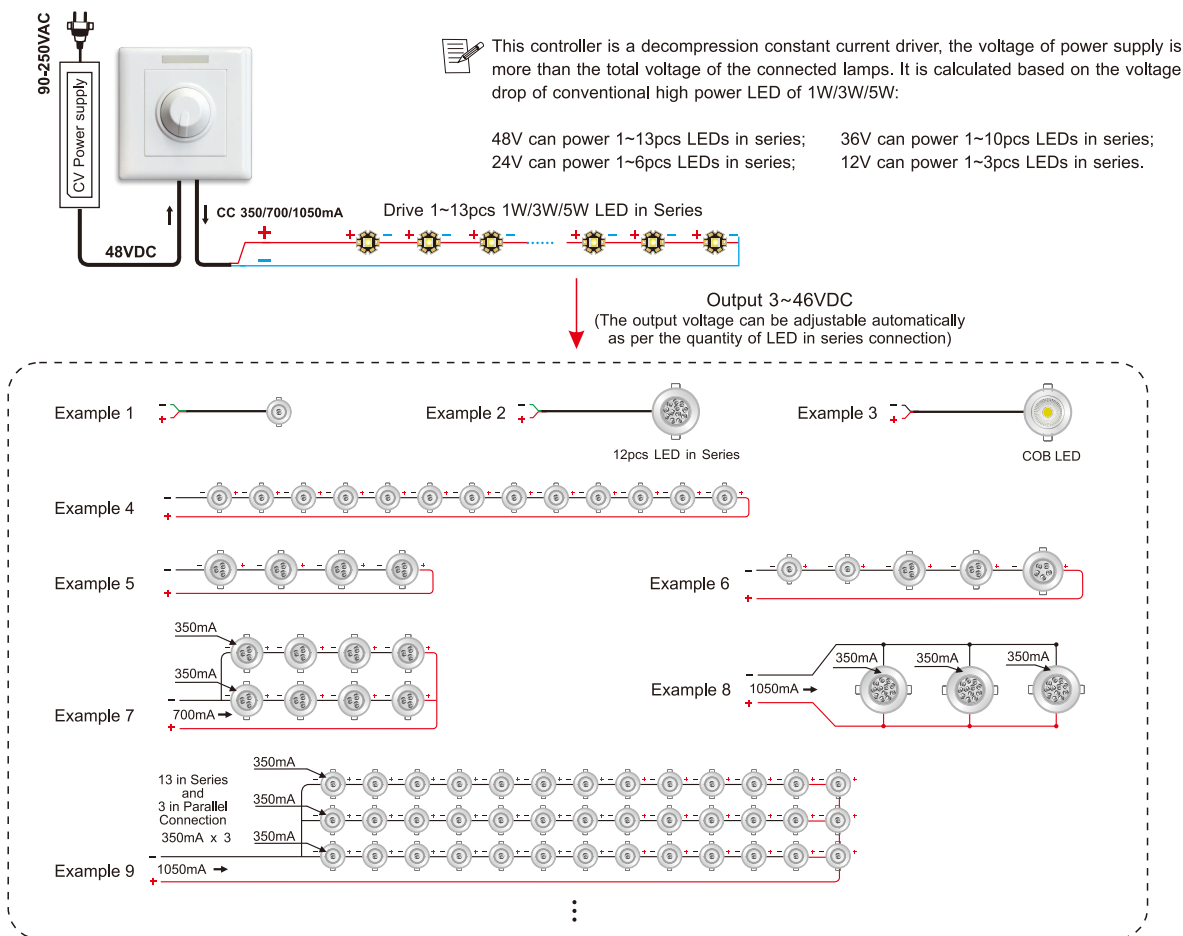 90-250VAC
CV Power supply
This controller is a decompression constant current driver, the voltage of power supply is
more than the total voltage of the connected lamps. It is calculated based on the voltage
drop of conventional high power LED of 1W/3W/5W:
48V can power 1~13pcs LEDs in series; 36V can power 1~10pcs LEDs in series;
24V can power 1~6pcs LEDs in series; 12V can power 1~3pcs LEDs in series.
CC 350/700/1050mA
Drive 1~13pcs 1W/3W/5W LED in Series
48VDC
Output 3~46VDC
(The output voltage can be adjustable automatically
as per the quantity of LED in series connection)
Example 1
Example 2
12pcs LED in Series
Example 3
COB LED
Example 4
Example 5
Example 6
350mA
350mA
700mA
Example 7
350mA
350mA
350mA
1050mA
Example 8
13 in Series
and
3 in Parallel
Connection
350mA x 3
350mA
350mA
350mA
1050mA
Example 9